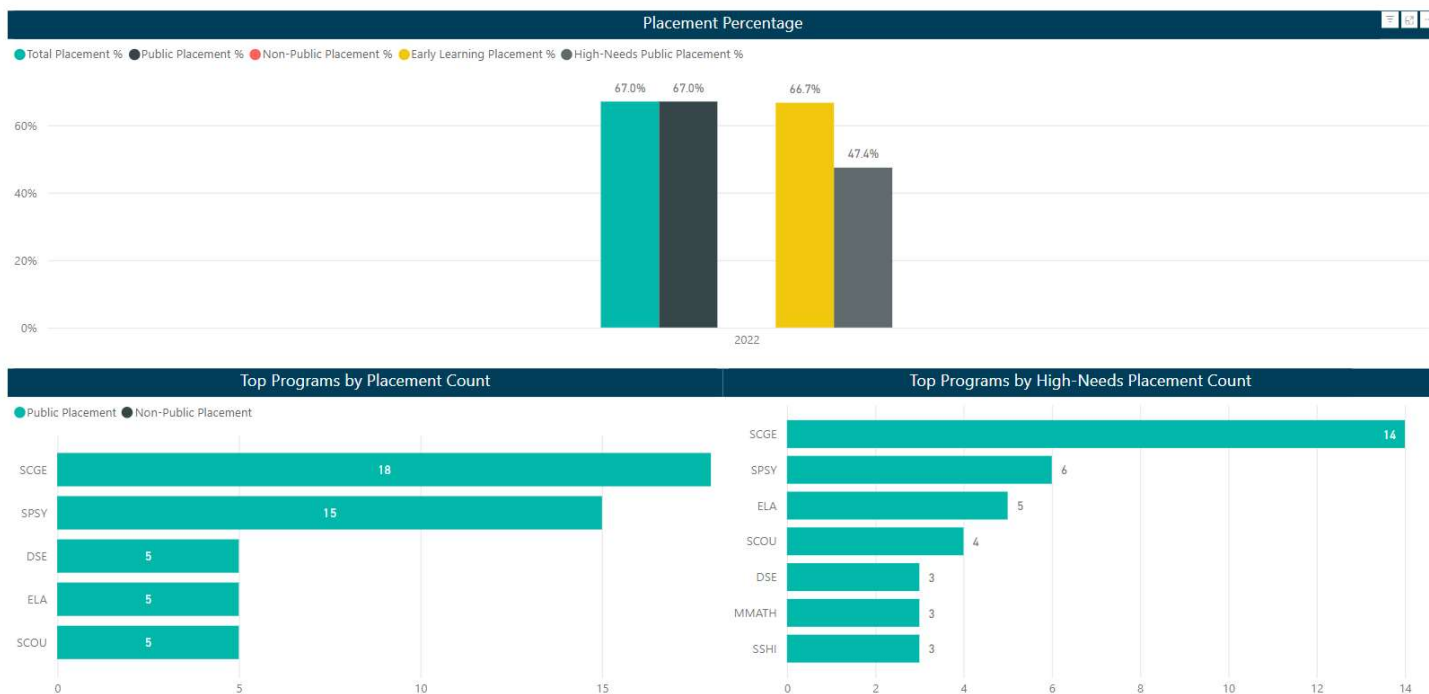 Placement Percentage
Total Placement % Public Placement % Non-Public Placement % Early Learning Placement % High-Needs Public Placement %
67.0% 67.0% 66.7%
47.4%
60%
40%
20%
0%
2022
Top Programs by Placement Count
Public Placement Non-Public Placement
SCGE 18
SPSY 15
DSE 5
ELA 5
SCOU 5
0 5 10 15
Top Programs by High-Needs Placement Count
SCGE 14
SPSY 6
ELA 5
SCOU 4
DSE 3
MMATH 3
SSHI 3
0 2 4 6 8 10 12 14